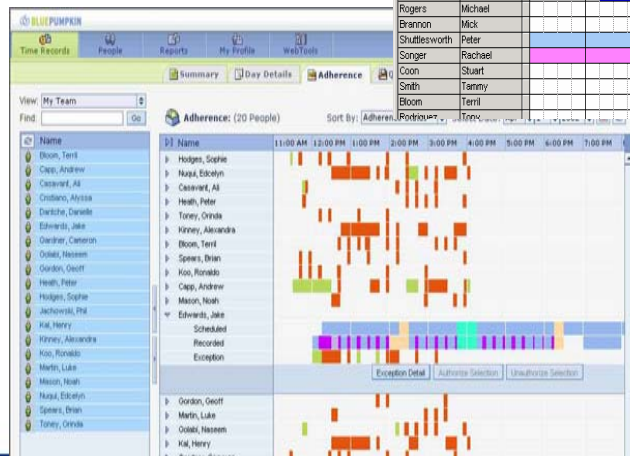 Rogers Michael
Brannon Mick
Shuttlesworth Peter
Songer Rachael
Coon Stuart
Smith Tammy
Bloom Terril
Rodriguez Tony
BLUEPUMPKIN
Time Records People Reports My Profile WebTools
Summary Day Details Adherence
View: My Team
Find: Go
Adherence: (20 People) Sort By:
Name
Bloom, Terril
Capp, Andrew
Casavant, Ali
Cristiano, Alyssa
Dantche, Danielle
Edwards, Jake
Gardner, Cameron
Oolabi, Naseem
Gordon, Geoff
Heath, Peter
Hodges, Sophie
Jachowski, Phil
Kal, Henry
Kinney, Alexandra
Koo, Ronaldo
Martin, Luke
Mason, Noah
Nuqui, Edcelyn
Spears, Brian
Toney, Orinda
Name 11:00 AM 12:00 PM 1:00 PM 2:00 PM 3:00 PM 4:00 PM 5:00 PM 6:00 PM 7:00 PM
Hodges, Sophie
Nuqui, Edcelyn
Casavant, Ali
Heath, Peter
Toney, Orinda
Kinney, Alexandra
Bloom, Terril
Spears, Brian
Koo, Ronaldo
Capp, Andrew
Mason, Noah
Edwards, Jake
Scheduled
Recorded
Exception
Exception Detail Authorize Selection Unauthorize Selection
Gordon, Geoff
Martin, Luke
Oolabi, Naseem
Kal, Henry